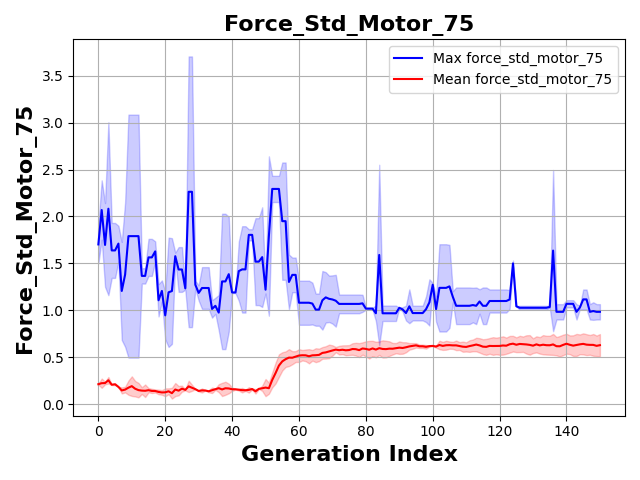 Force_Std_Motor_75
Max force_std_motor_75
Mean force_std_motor_75
Force_Std_Motor_75
3.5
3.0
2.5
2.0
1.5
1.0
0.5
0.0
0 20 40 60 80 100 120 140
Generation Index